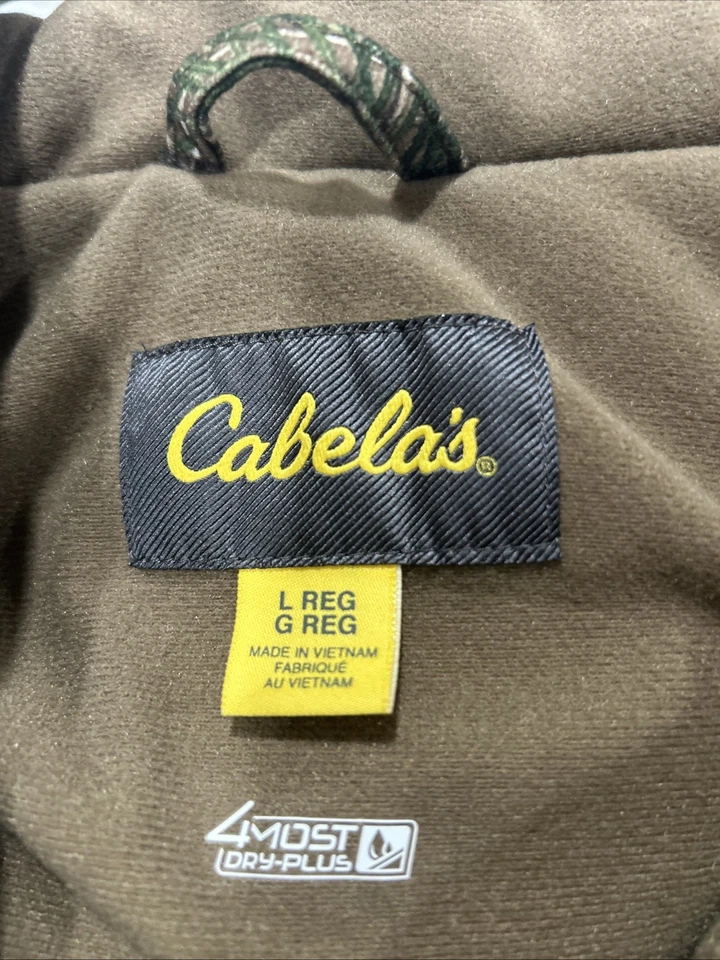 Cabela's®
L REG
G REG
MADE IN VIETNAM
FABRIQUÉ
AU VIETNAM
4MOST
DRY-PLUS